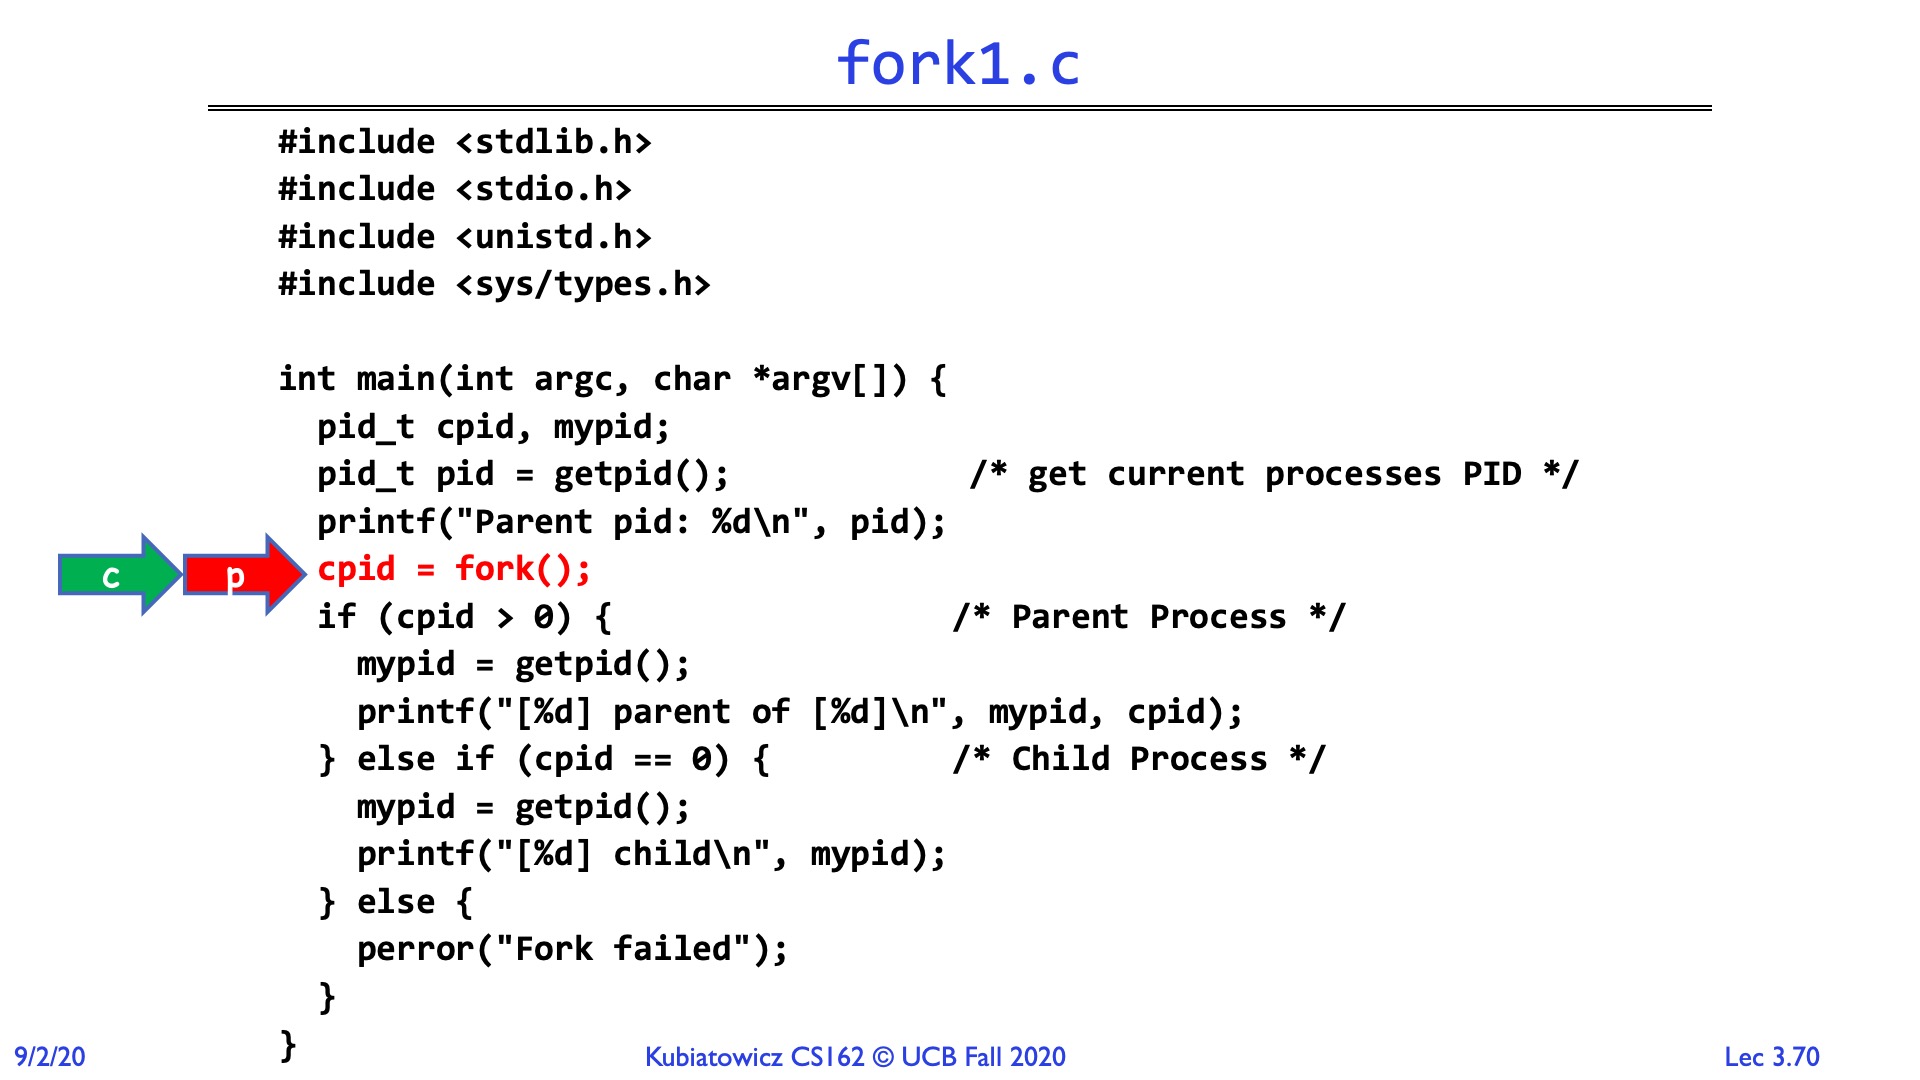 fork1.c
#include <stdlib.h>
#include <stdio.h>
#include <unistd.h>
#include <sys/types.h>
int main(int argc, char *argv[]) {
  pid_t cpid, mypid;
  pid_t pid = getpid();            /* get current processes PID */
  printf("Parent pid: %d\n", pid);
c p cpid = fork();
  if (cpid > 0) {                 /* Parent Process */
    mypid = getpid();
    printf("[%d] parent of [%d]\n", mypid, cpid);
  } else if (cpid == 0) {         /* Child Process */
    mypid = getpid();
    printf("[%d] child\n", mypid);
  } else {
    perror("Fork failed");
  }
}
9/2/20 Kubiatowicz CS162 © UCB Fall 2020 Lec 3.70